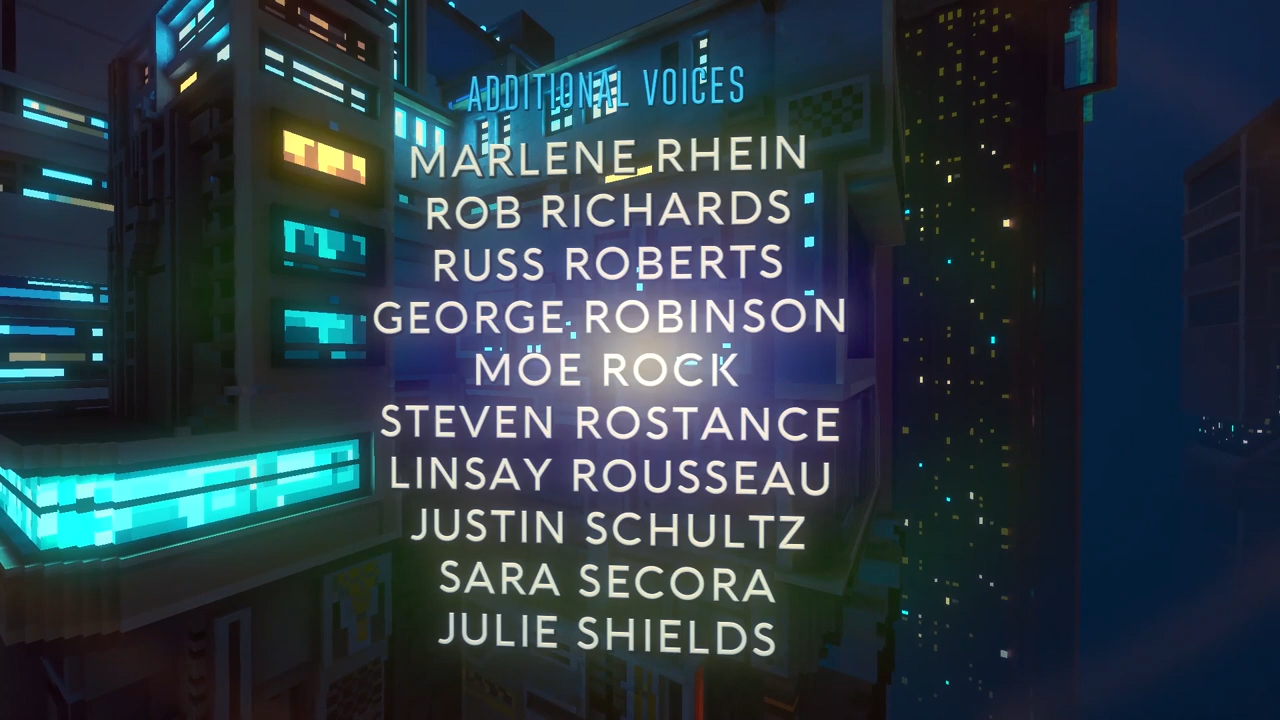 ADDITIONAL VOICES
MARLENE RHEIN
ROB RICHARDS
RUSS ROBERTS
GEORGE ROBINSON
MOE ROCK
STEVEN ROSTANCE
LINSAY ROUSSEAU
JUSTIN SCHULTZ
SARA SECORA
JULIE SHIELDS